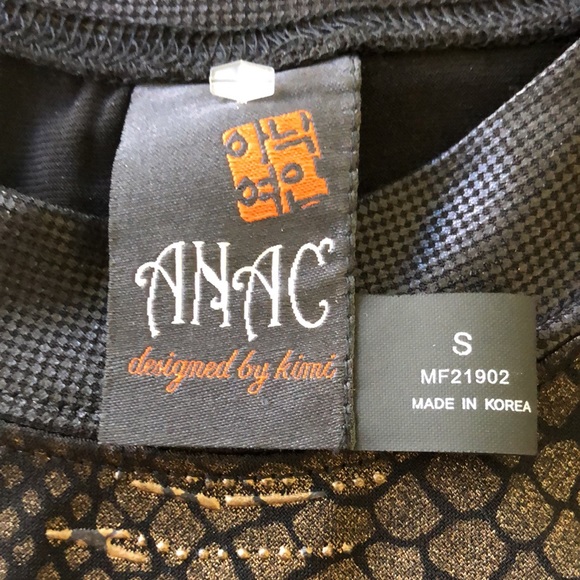 ANAC
designed by kimi
S
MF21902
MADE IN KOREA